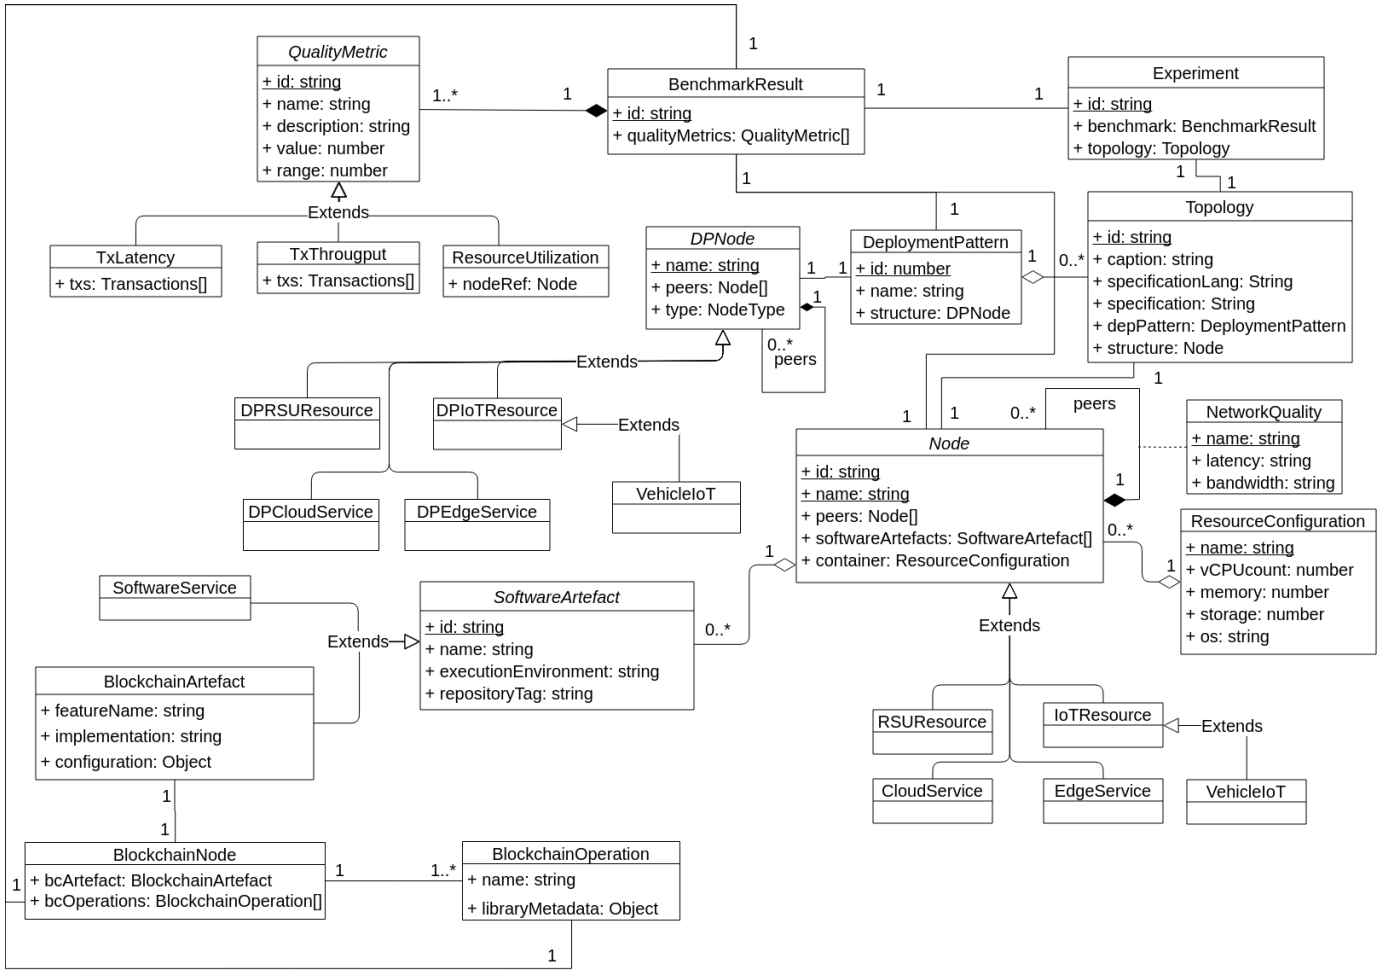 QualityMetric
+ id: string
+ name: string
+ description: string
+ value: number
+ range: number
1..*
1
1
BenchmarkResult
+ id: string
+ qualityMetrics: QualityMetric[]
1
1
1
Experiment
+ id: string
+ benchmark: BenchmarkResult
+ topology: Topology
1
1
Extends
TxLatency
+ txs: Transactions[]
TxThrougput
+ txs: Transactions[]
ResourceUtilization
+ nodeRef: Node
DPNode
+ name: string
+ peers: Node[]
+ type: NodeType
1
1
1
0..*
peers
1
DeploymentPattern
+ id: number
+ name: string
+ structure: DPNode
1
0..*
Topology
+ id: string
+ caption: string
+ specificationLang: String
+ specification: String
+ depPattern: DeploymentPattern
+ structure: Node
1
Extends
DPRSUResource
DPIoTResource
Extends
VehicleIoT
DPCloudService
DPEdgeService
1
1
0..*
peers
Node
+ id: string
+ name: string
+ peers: Node[]
+ softwareArtefacts: SoftwareArtefact[]
+ container: ResourceConfiguration
1
NetworkQuality
+ name: string
+ latency: string
+ bandwidth: string
0..*
1
ResourceConfiguration
+ name: string
+ vCPUcount: number
+ memory: number
+ storage: number
+ os: string
1
0..*
SoftwareService
Extends
SoftwareArtefact
+ id: string
+ name: string
+ executionEnvironment: string
+ repositoryTag: string
BlockchainArtefact
+ featureName: string
+ implementation: string
+ configuration: Object
Extends
RSUResource
IoTResource
Extends
CloudService
EdgeService
VehicleIoT
1
1
BlockchainNode
+ bcArtefact: BlockchainArtefact
+ bcOperations: BlockchainOperation[]
1
1
1..*
BlockchainOperation
+ name: string
+ libraryMetadata: Object
1